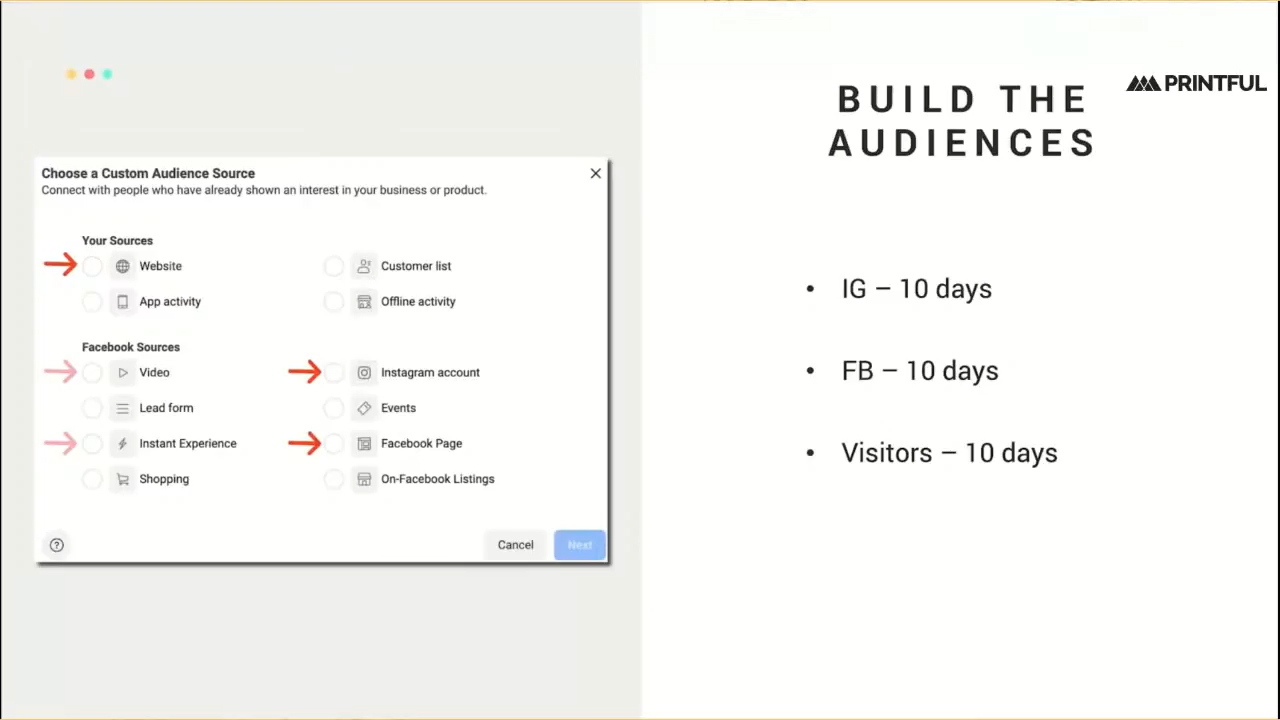 PRINTFUL
BUILD THE
AUDIENCES
Choose a Custom Audience Source
Connect with people who have already shown an interest in your business or product.
Your Sources
Website
Customer list
App activity
Offline activity
Facebook Sources
Video
Instagram account
Lead form
Events
Instant Experience
Facebook Page
Shopping
On-Facebook Listings
Cancel
Next
• IG – 10 days
• FB – 10 days
• Visitors – 10 days